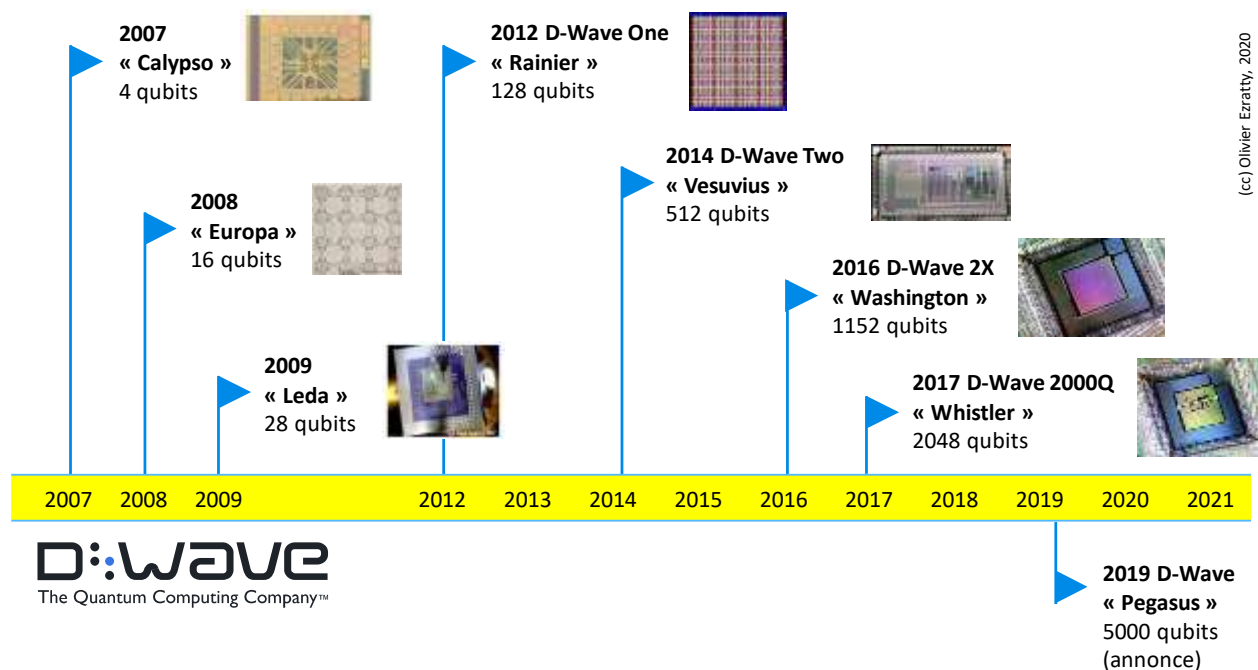 2007
« Calypso »
4 qubits
2012 D-Wave One
« Rainier »
128 qubits
(cc) Olivier Ezratty, 2020
2014 D-Wave Two
« Vesuvius »
512 qubits
2008
« Europa »
16 qubits
2016 D-Wave 2X
« Washington »
1152 qubits
2009
« Leda »
28 qubits
2017 D-Wave 2000Q
« Whistler »
2048 qubits
2007 2008 2009 2012 2013 2014 2015 2016 2017 2018 2019 2020 2021
D:wave
The Quantum Computing Company™
2019 D-Wave
« Pegasus »
5000 qubits
(annonce)